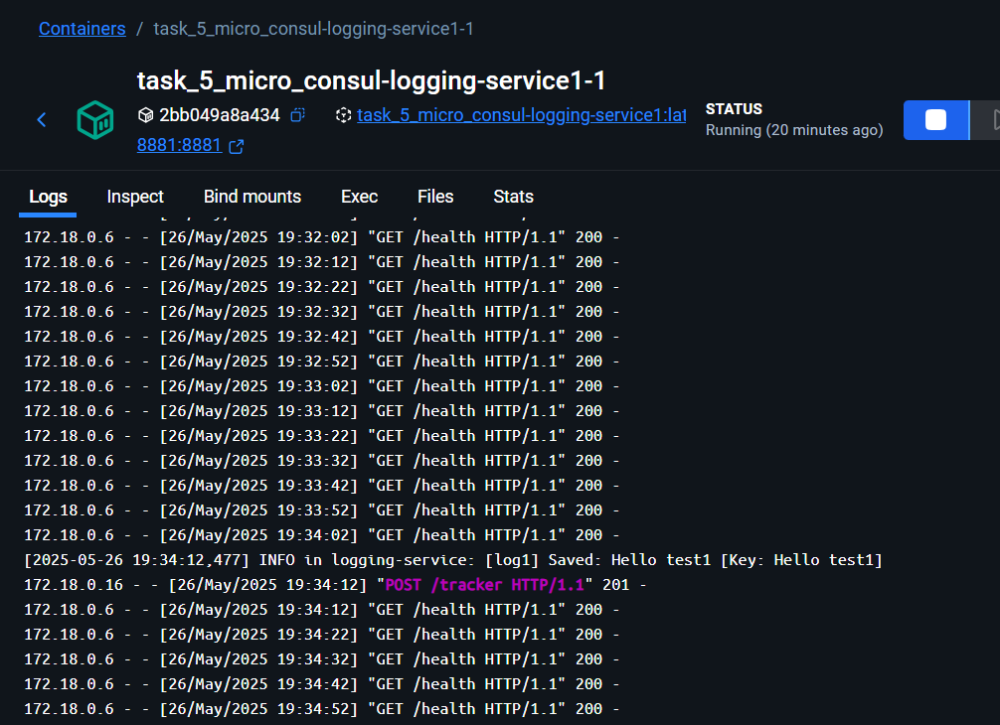 Containers / task_5_micro_consul-logging-service1-1
task_5_micro_consul-logging-service1-1
2bb049a8a434 task_5_micro_consul-logging-service1:lat
8881:8881
STATUS
Running (20 minutes ago)
Logs Inspect Bind mounts Exec Files Stats
172.18.0.6 - - [26/May/2025 19:32:02] "GET /health HTTP/1.1" 200 -
172.18.0.6 - - [26/May/2025 19:32:12] "GET /health HTTP/1.1" 200 -
172.18.0.6 - - [26/May/2025 19:32:22] "GET /health HTTP/1.1" 200 -
172.18.0.6 - - [26/May/2025 19:32:32] "GET /health HTTP/1.1" 200 -
172.18.0.6 - - [26/May/2025 19:32:42] "GET /health HTTP/1.1" 200 -
172.18.0.6 - - [26/May/2025 19:32:52] "GET /health HTTP/1.1" 200 -
172.18.0.6 - - [26/May/2025 19:33:02] "GET /health HTTP/1.1" 200 -
172.18.0.6 - - [26/May/2025 19:33:12] "GET /health HTTP/1.1" 200 -
172.18.0.6 - - [26/May/2025 19:33:22] "GET /health HTTP/1.1" 200 -
172.18.0.6 - - [26/May/2025 19:33:32] "GET /health HTTP/1.1" 200 -
172.18.0.6 - - [26/May/2025 19:33:42] "GET /health HTTP/1.1" 200 -
172.18.0.6 - - [26/May/2025 19:33:52] "GET /health HTTP/1.1" 200 -
172.18.0.6 - - [26/May/2025 19:34:02] "GET /health HTTP/1.1" 200 -
[2025-05-26 19:34:12,477] INFO in logging-service: [log1] Saved: Hello test1 [Key: Hello test1]
172.18.0.16 - - [26/May/2025 19:34:12] "POST /tracker HTTP/1.1" 201 -
172.18.0.6 - - [26/May/2025 19:34:12] "GET /health HTTP/1.1" 200 -
172.18.0.6 - - [26/May/2025 19:34:22] "GET /health HTTP/1.1" 200 -
172.18.0.6 - - [26/May/2025 19:34:32] "GET /health HTTP/1.1" 200 -
172.18.0.6 - - [26/May/2025 19:34:42] "GET /health HTTP/1.1" 200 -
172.18.0.6 - - [26/May/2025 19:34:52] "GET /health HTTP/1.1" 200 -